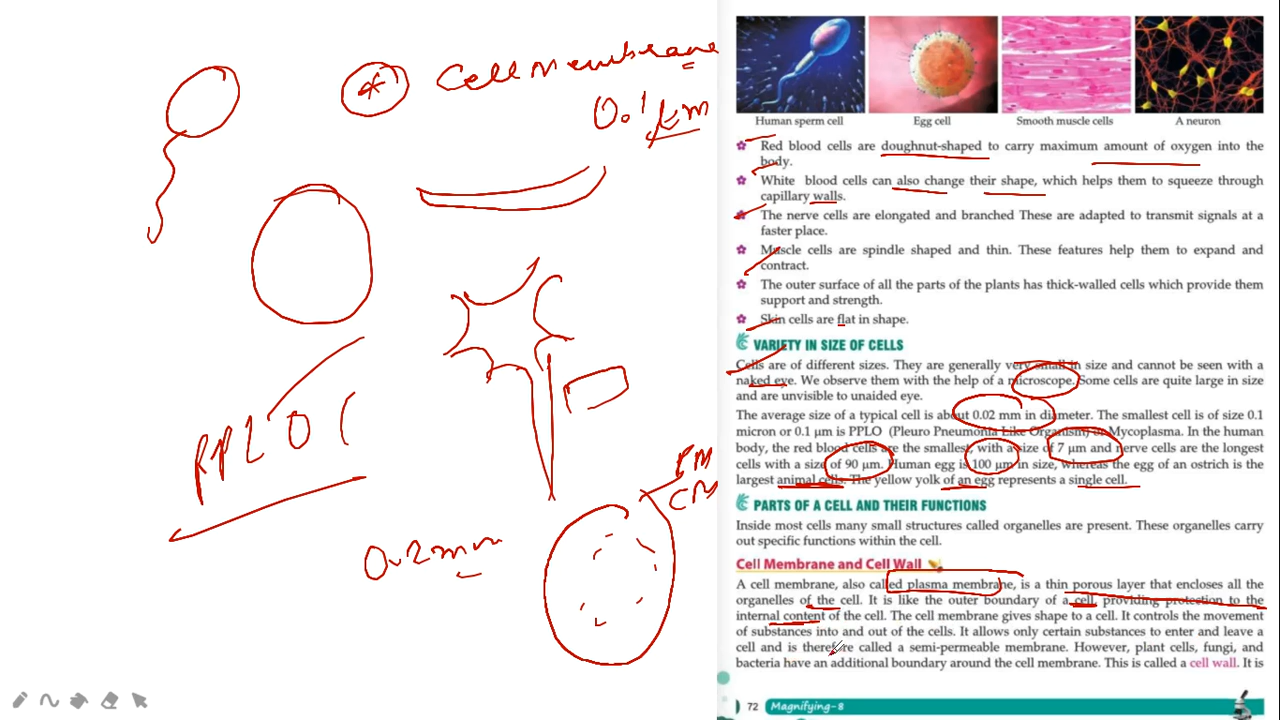 Cell Membrane
0.1 µm
PPLO (
0.2mm
PM
CM
Human sperm cell
Egg cell
Smooth muscle cells
A neuron
Red blood cells are doughnut-shaped to carry maximum amount of oxygen into the
body.
White blood cells can also change their shape, which helps them to squeeze through
capillary walls.
The nerve cells are elongated and branched These are adapted to transmit signals at a
faster place.
Muscle cells are spindle shaped and thin. These features help them to expand and
contract.
The outer surface of all the parts of the plants has thick-walled cells which provide them
support and strength.
Skin cells are flat in shape.
VARIETY IN SIZE OF CELLS
Cells are of different sizes. They are generally very small in size and cannot be seen with a
naked eye. We observe them with the help of a microscope. Some cells are quite large in size
and are unvisible to unaided eye.
The average size of a typical cell is about 0.02 mm in diameter. The smallest cell is of size 0.1
micron or 0.1 µm is PPLO (Pleuro Pneumonia Like Organism) or Mycoplasma. In the human
body, the red blood cells are the smallest, with a size of 7 µm and nerve cells are the longest
cells with a size of 90 µm. Human egg is 100 µm in size, whereas the egg of an ostrich is the
largest animal cells. The yellow yolk of an egg represents a single cell.
PARTS OF A CELL AND THEIR FUNCTIONS
Inside most cells many small structures called organelles are present. These organelles carry
out specific functions within the cell.
Cell Membrane and Cell Wall
A cell membrane, also called plasma membrane, is a thin porous layer that encloses all the
organelles of the cell. It is like the outer boundary of a cell, providing protection to the
internal content of the cell. The cell membrane gives shape to a cell. It controls the movement
of substances into and out of the cells. It allows only certain substances to enter and leave a
cell and is therefore called a semi-permeable membrane. However, plant cells, fungi, and
bacteria have an additional boundary around the cell membrane. This is called a cell wall. It is
72 Magnifying-8